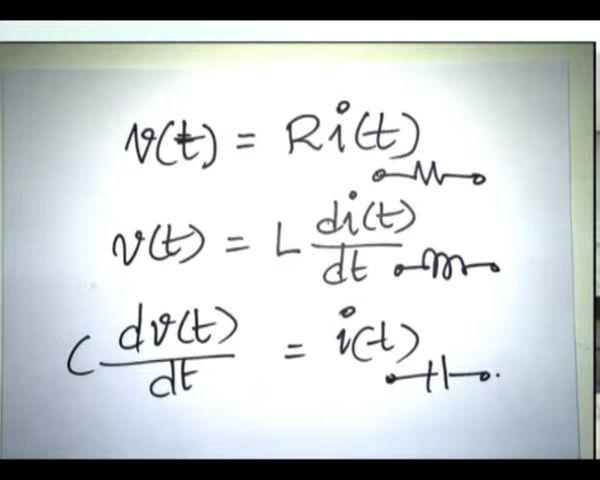 v(t) = Ri(t)
v(t) = L di(t)/dt
C dv(t)/dt = i(t)